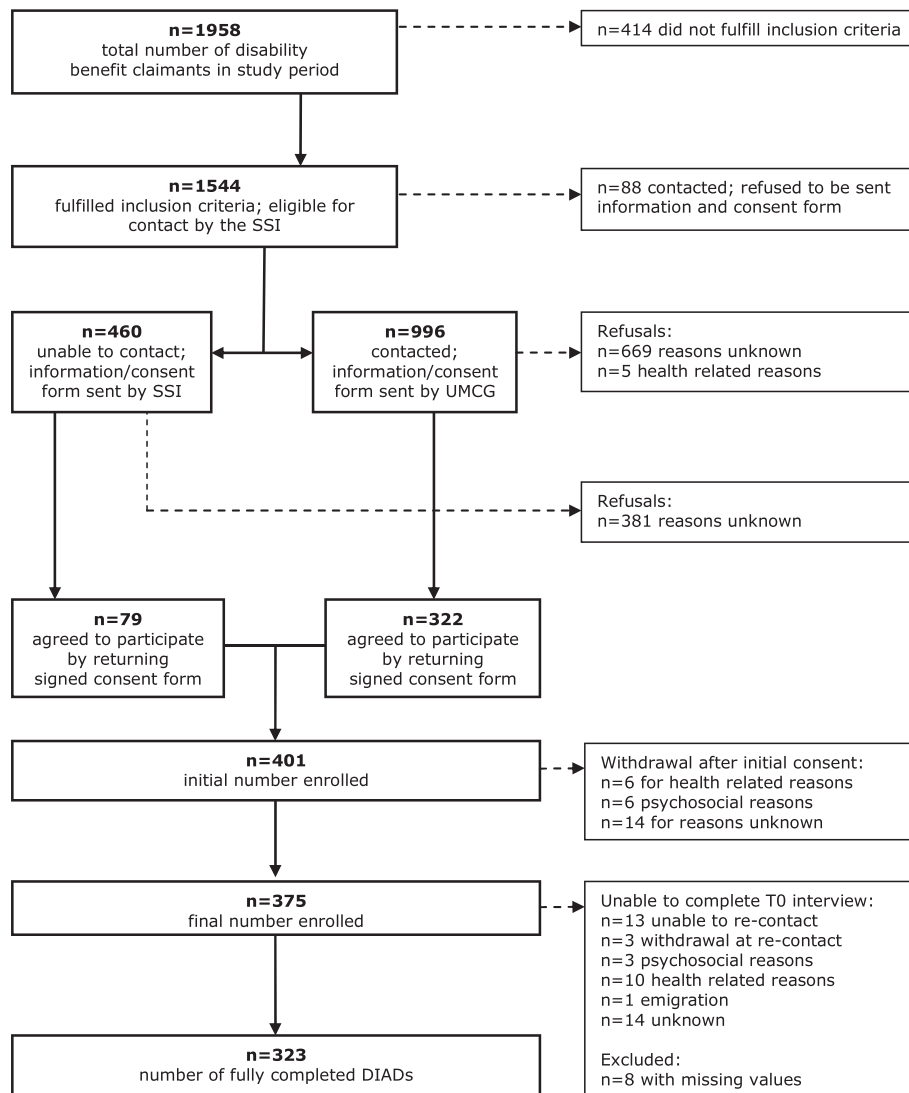 n=1958
total number of disability
benefit claimants in study period
n=414 did not fulfill inclusion criteria
n=1544
fulfilled inclusion criteria; eligible for
contact by the SSI
n=88 contacted; refused to be sent
information and consent form
n=460
unable to contact;
information/consent
form sent by SSI
n=996
contacted;
information/consent
form sent by UMCG
Refusals:
n=669 reasons unknown
n=5 health related reasons
Refusals:
n=381 reasons unknown
n=79
agreed to participate
by returning
signed consent form
n=322
agreed to participate
by returning
signed consent form
n=401
initial number enrolled
Withdrawal after initial consent:
n=6 for health related reasons
n=6 psychosocial reasons
n=14 for reasons unknown
n=375
final number enrolled
Unable to complete T0 interview:
n=13 unable to re-contact
n=3 withdrawal at re-contact
n=3 psychosocial reasons
n=10 health related reasons
n=1 emigration
n=14 unknown
Excluded:
n=8 with missing values
n=323
number of fully completed DIADs